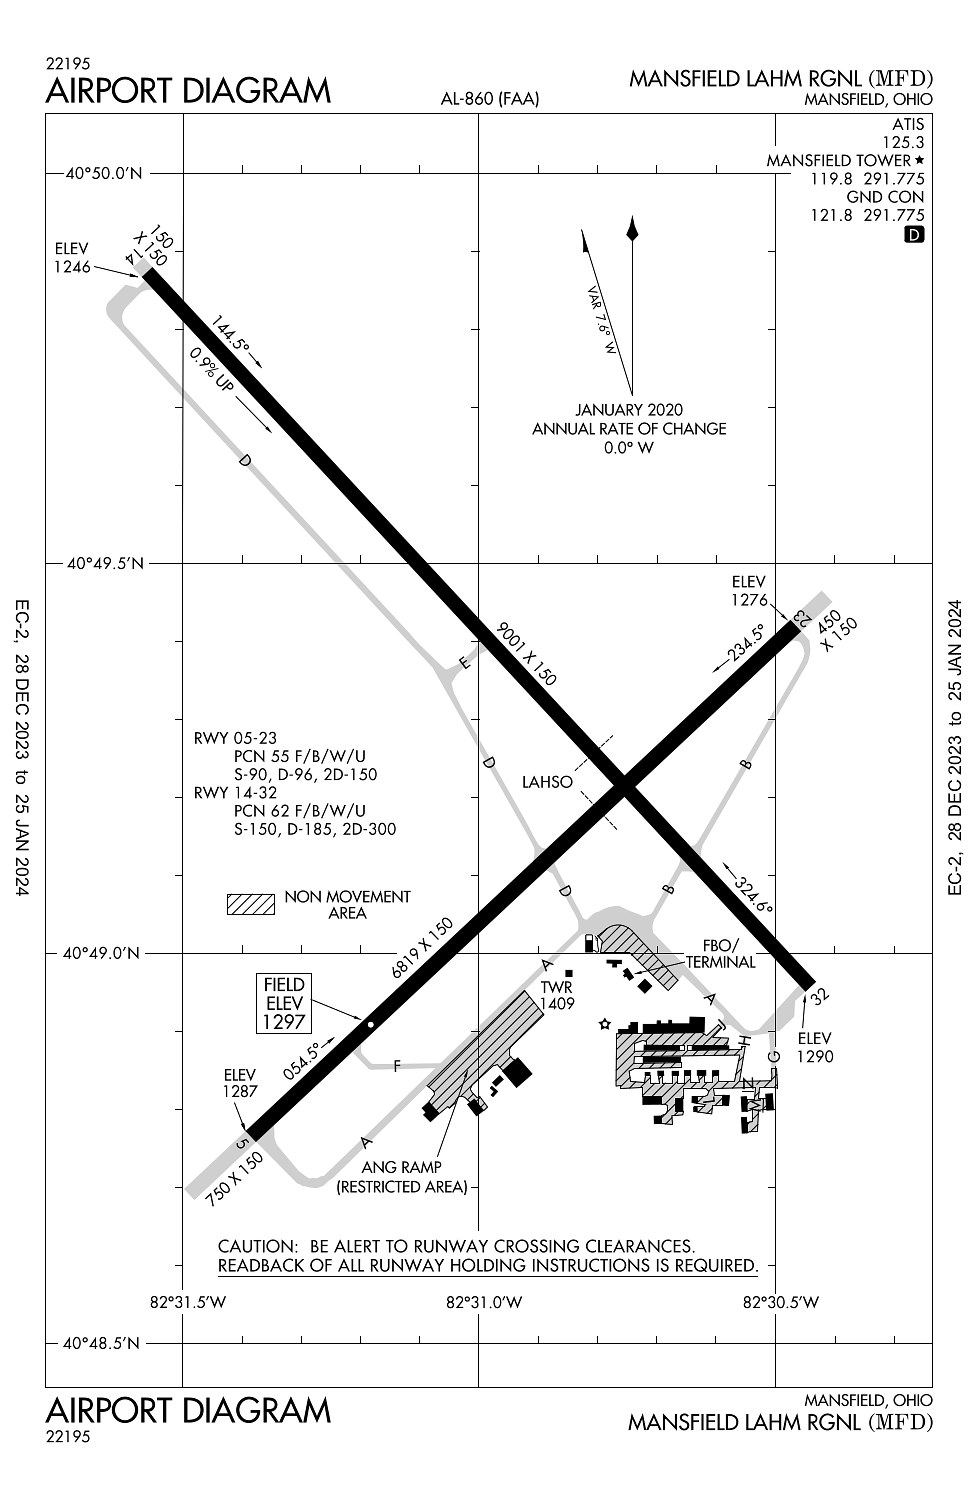 22195
AIRPORT DIAGRAM
AL-860 (FAA)
MANSFIELD LAHM RGNL (MFD)
MANSFIELD, OHIO
ATIS
125.3
MANSFIELD TOWER ★
119.8 291.775
GND CON
121.8 291.775
D
40°50.0'N
150
X 150
14
ELEV
1246
144.5°
0.9% UP
VAR 7.6° W
JANUARY 2020
ANNUAL RATE OF CHANGE
0.0° W
D
40°49.5'N
ELEV
1276
23
450
X 150
234.5°
9001 X 150
E
RWY 05-23
PCN 55 F/B/W/U
S-90, D-96, 2D-150
RWY 14-32
PCN 62 F/B/W/U
S-150, D-185, 2D-300
D
LAHSO
B
NON MOVEMENT
AREA
D
B
324.6°
6819 X 150
40°49.0'N
FBO/
TERMINAL
A
TWR
1409
A
32
FIELD
ELEV
1297
ELEV
1290
054.5°
F
H
G
ELEV
1287
5
750 X 150
A
ANG RAMP
(RESTRICTED AREA)
CAUTION: BE ALERT TO RUNWAY CROSSING CLEARANCES.
READBACK OF ALL RUNWAY HOLDING INSTRUCTIONS IS REQUIRED.
82°31.5'W
82°31.0'W
82°30.5'W
40°48.5'N
EC-2, 28 DEC 2023 to 25 JAN 2024
EC-2, 28 DEC 2023 to 25 JAN 2024
AIRPORT DIAGRAM
22195
MANSFIELD, OHIO
MANSFIELD LAHM RGNL (MFD)